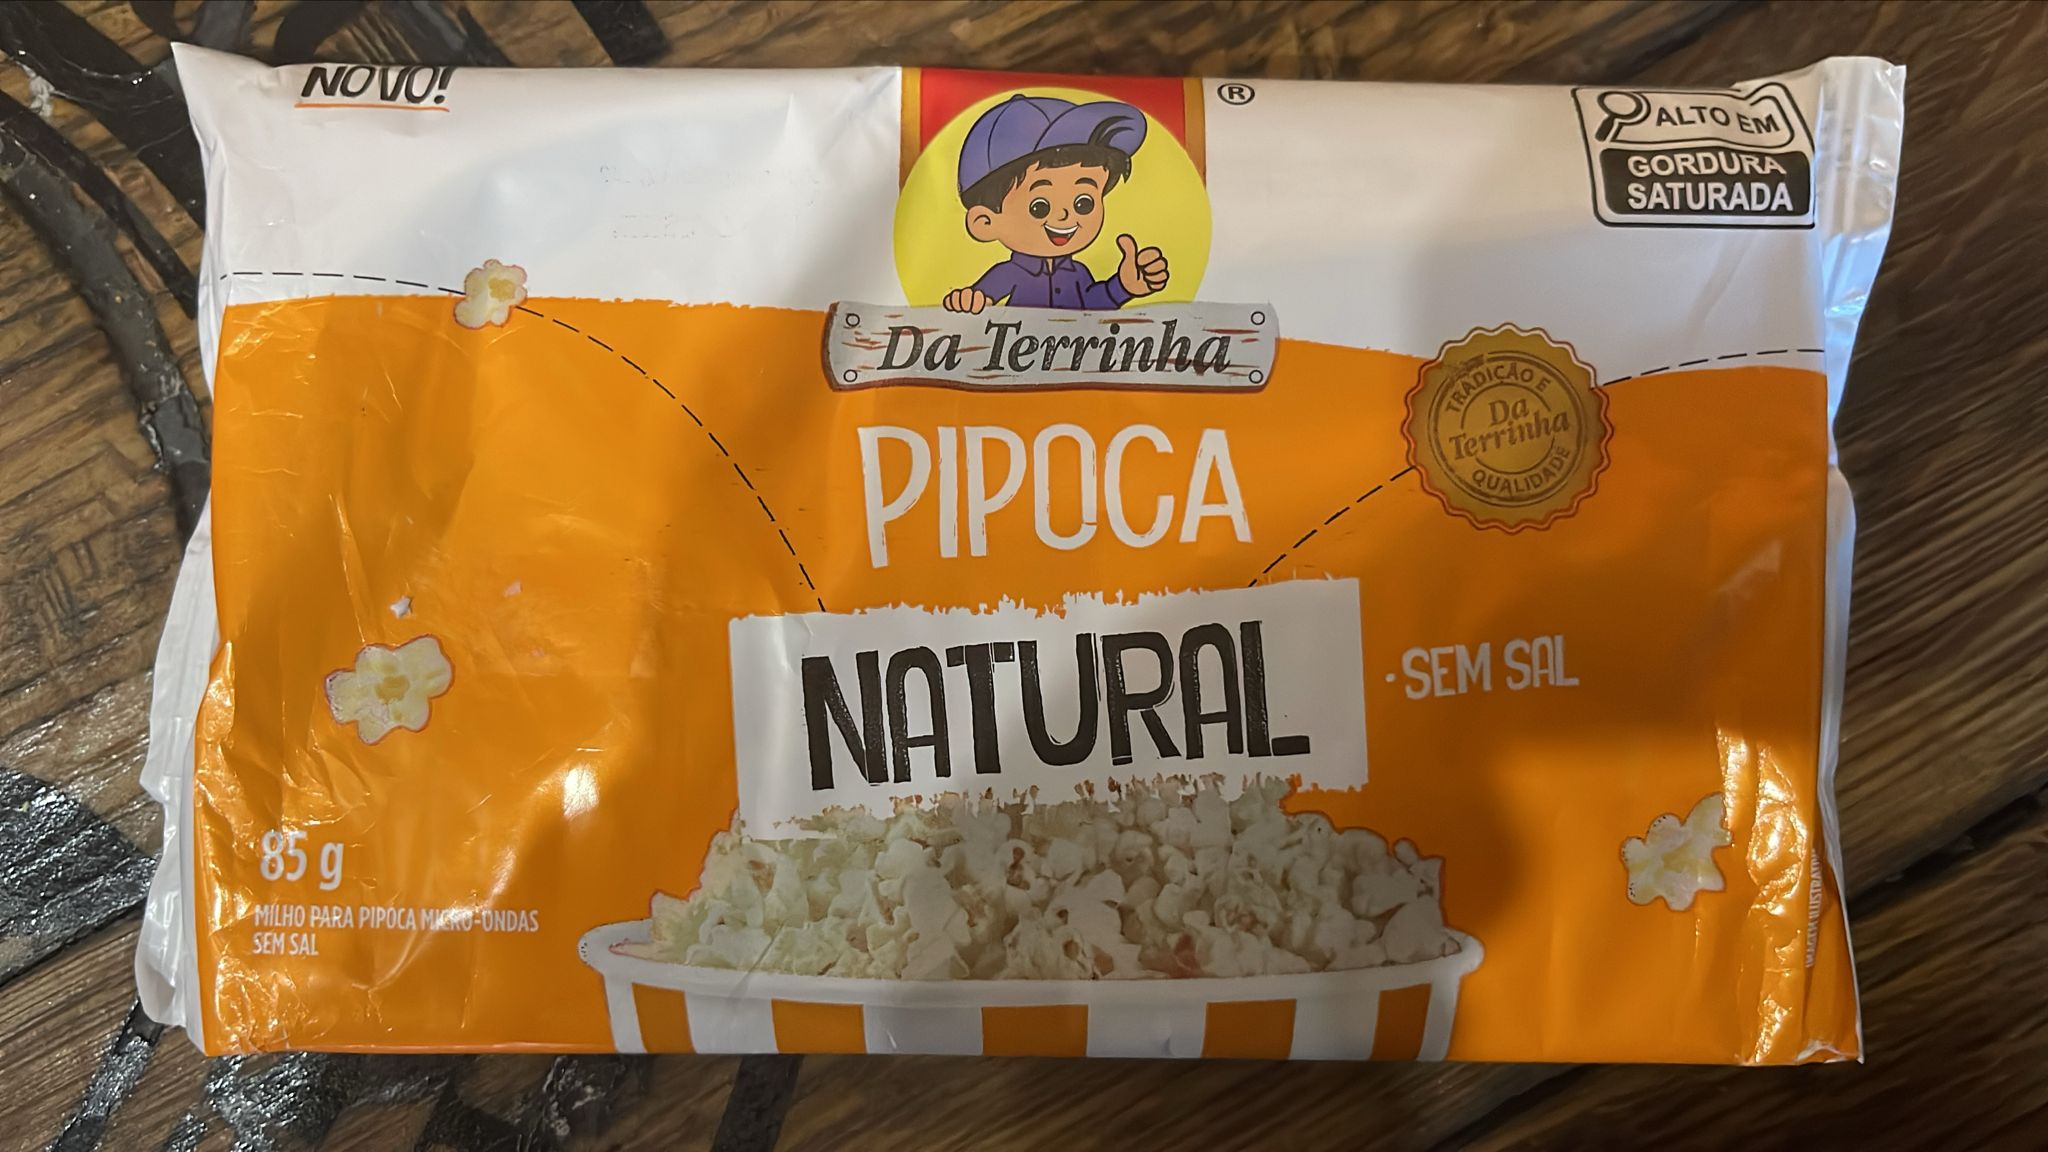 NOVO!
®
ALTO EM
GORDURA
SATURADA
Da Terrinha
TRADIÇÃO E
Da
Terrinha
QUALIDADE
PIPOCA
NATURAL
• SEM SAL
85 g
MILHO PARA PIPOCA MICRO-ONDAS
SEM SAL